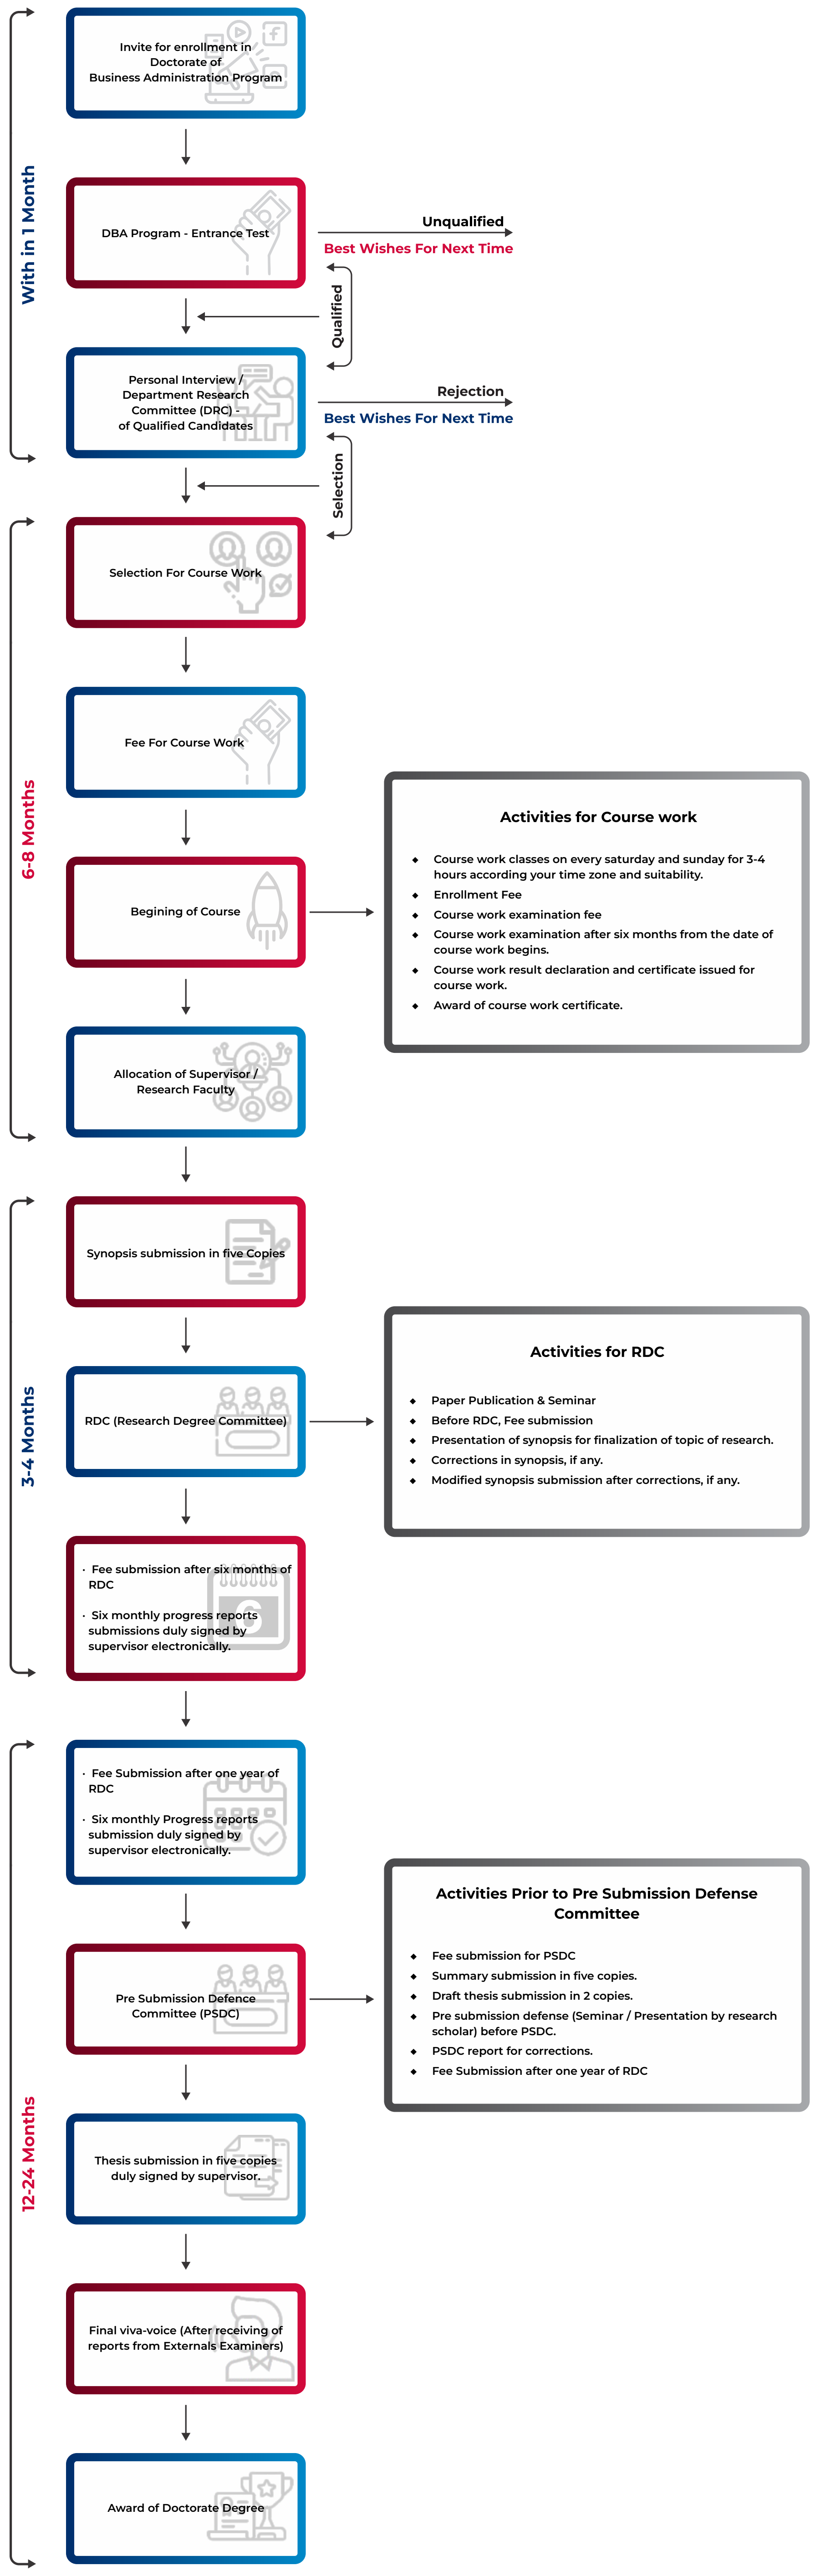 Invite for enrollment in
Doctorate of
Business Administration Program
With in 1 Month
DBA Program - Entrance Test
Unqualified
Best Wishes For Next Time
Qualified
Personal Interview /
Department Research
Committee (DRC) -
of Qualified Candidates
Rejection
Best Wishes For Next Time
Selection
Selection For Course Work
6-8 Months
Fee For Course Work
Begining of Course
Activities for Course work
Course work classes on every saturday and sunday for 3-4
hours according your time zone and suitability.
Enrollment Fee
Course work examination fee
Course work examination after six months from the date of
course work begins.
Course work result declaration and certificate issued for
course work.
Award of course work certificate.
Allocation of Supervisor /
Research Faculty
3-4 Months
Synopsis submission in five Copies
RDC (Research Degree Committee)
Activities for RDC
Paper Publication & Seminar
Before RDC, Fee submission
Presentation of synopsis for finalization of topic of research.
Corrections in synopsis, if any.
Modified synopsis submission after corrections, if any.
· Fee submission after six months of
RDC
· Six monthly progress reports
submissions duly signed by
supervisor electronically.
6
12-24 Months
· Fee Submission after one year of
RDC
· Six monthly Progress reports
submission duly signed by
supervisor electronically.
Pre Submission Defence
Committee (PSDC)
Activities Prior to Pre Submission Defense
Committee
Fee submission for PSDC
Summary submission in five copies.
Draft thesis submission in 2 copies.
Pre submission defense (Seminar / Presentation by research
scholar) before PSDC.
PSDC report for corrections.
Fee Submission after one year of RDC
Thesis submission in five copies
duly signed by supervisor.
Final viva-voice (After receiving of
reports from Externals Examiners)
Award of Doctorate Degree